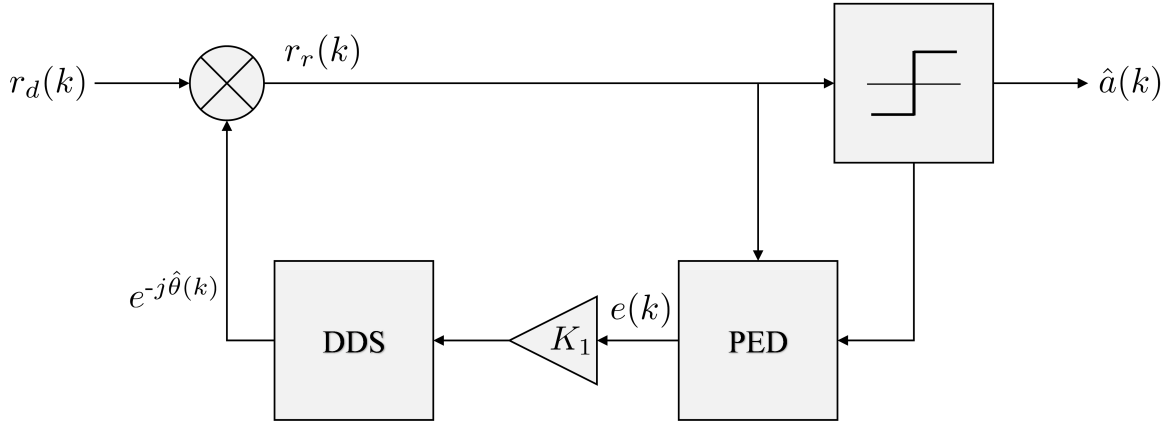 r_r(k)
r_d(k)
â(k)
e^{-jθ̂(k)}
e(k)
DDS
K_1
PED